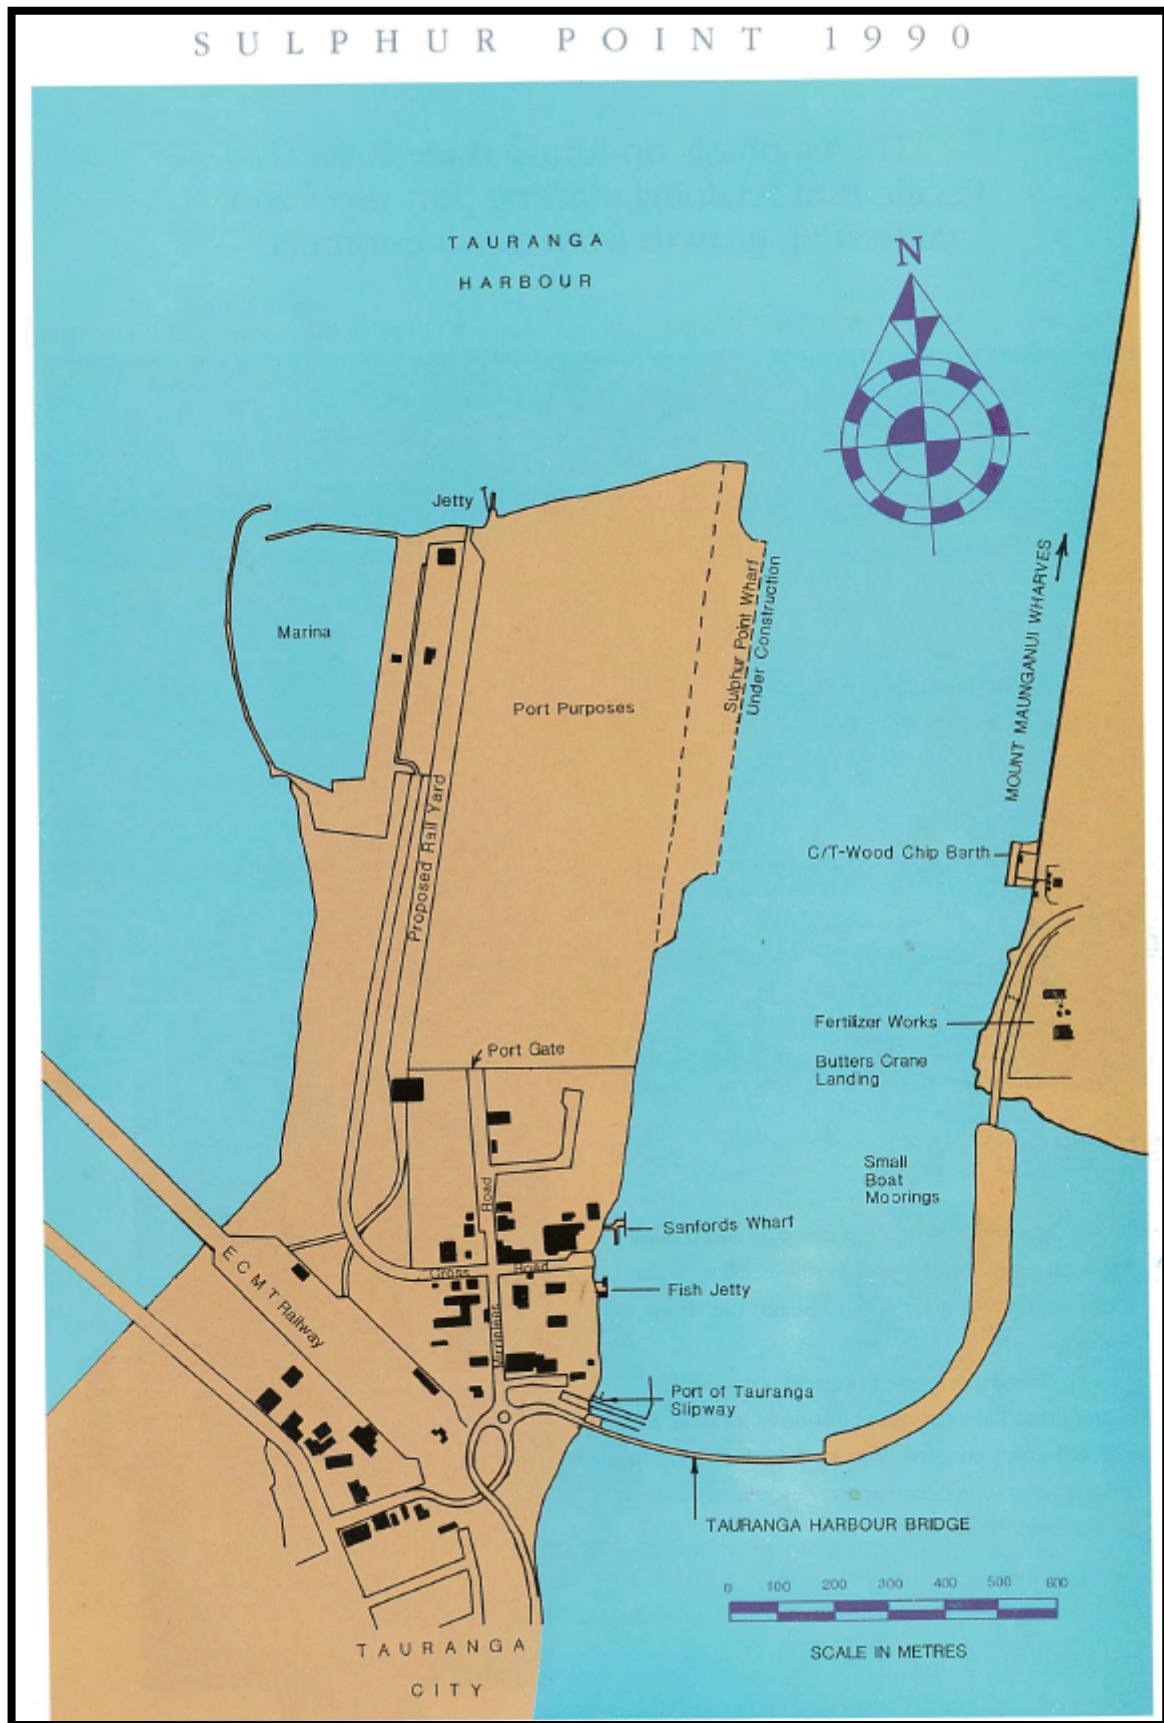 SULPHUR POINT 1990
TAURANGA
HARBOUR
N
Jetty
Marina
Port Purposes
Sulphur Point Wharf
Under Construction
MOUNT MAUNGANUI WHARVES
Proposed Rail Yard
C/T-Wood Chip Barth
Fertilizer Works
Port Gate
Butters Crane
Landing
Small
Boat
Moorings
Road
Sanfords Wharf
E C M T Railway
Cross Road
Fish Jetty
Mirrielees
Port of Tauranga
Slipway
TAURANGA HARBOUR BRIDGE
0 100 200 300 400 500 600
SCALE IN METRES
TAURANGA
CITY